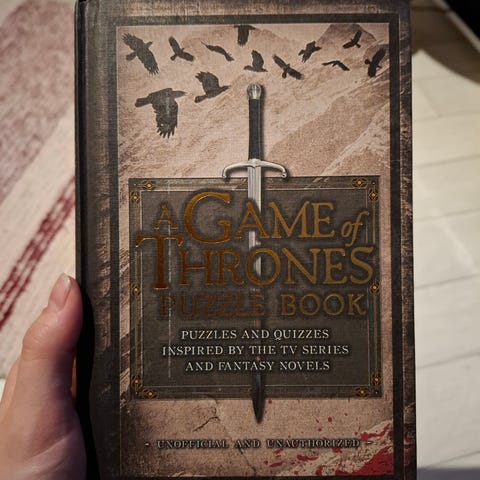 A GAME of
THRONES
PUZZLE BOOK
PUZZLES AND QUIZZES
INSPIRED BY THE TV SERIES
AND FANTASY NOVELS
- UNOFFICIAL AND UNAUTHORIZED -